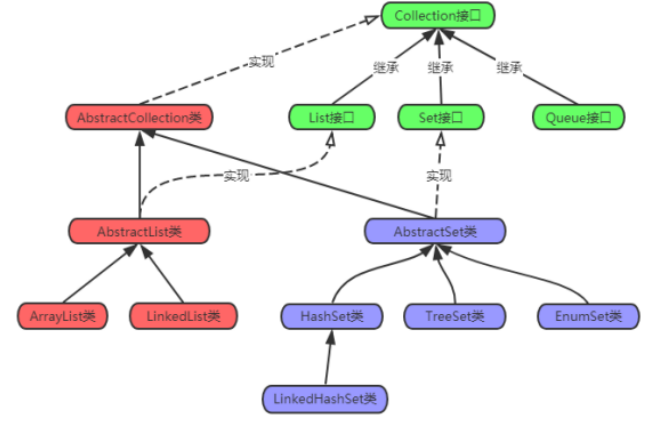 Collection接口
实现
继承
继承
继承
AbstractCollection类
List接口
Set接口
Queue接口
实现
实现
AbstractList类
AbstractSet类
ArrayList类
LinkedList类
HashSet类
TreeSet类
EnumSet类
LinkedHashSet类